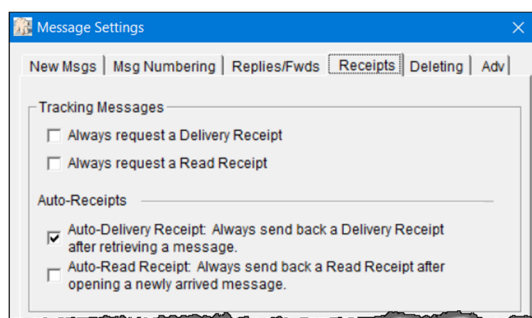 Message Settings
New Msgs Msg Numbering Replies/Fwds Receipts Deleting Adv
Tracking Messages
Always request a Delivery Receipt
Always request a Read Receipt
Auto-Receipts
Auto-Delivery Receipt: Always send back a Delivery Receipt
after retrieving a message.
Auto-Read Receipt: Always send back a Read Receipt after
opening a newly arrived message.